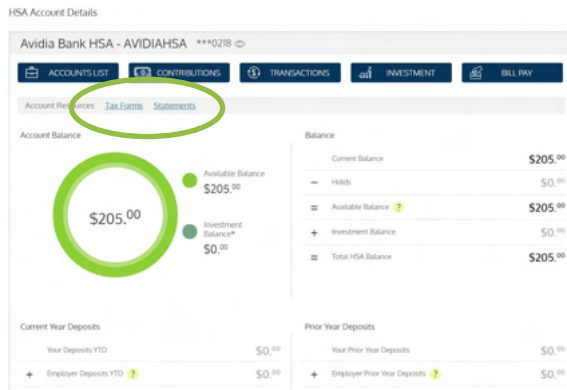 HSA Account Details
Avidia Bank HSA - AVIDIAHSA ***0218
ACCOUNTS LIST CONTRIBUTIONS TRANSACTIONS INVESTMENT BILL PAY
Account Resources Tax Forms Statements
Account Balance
$205.00
Available Balance
$205.00
Investment
Balance*
$0.00
Balance
Current Balance $205.00
− Holds $0.00
= Available Balance ? $205.00
+ Investment Balance $0.00
= Total HSA Balance $205.00
Current Year Deposits
Your Deposits YTD $0.00
+ Employer Deposits YTD ? $0.00
Prior Year Deposits
Your Prior Year Deposits $0.00
+ Employer Prior Year Deposits ? $0.00